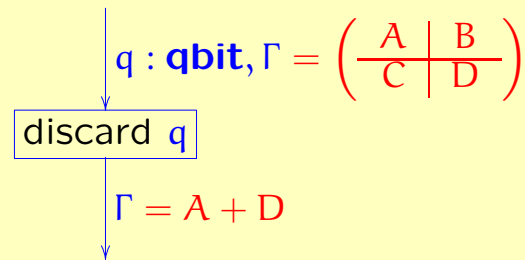 q : qbit, Γ = ( A | B
C | D )
discard q
Γ = A + D